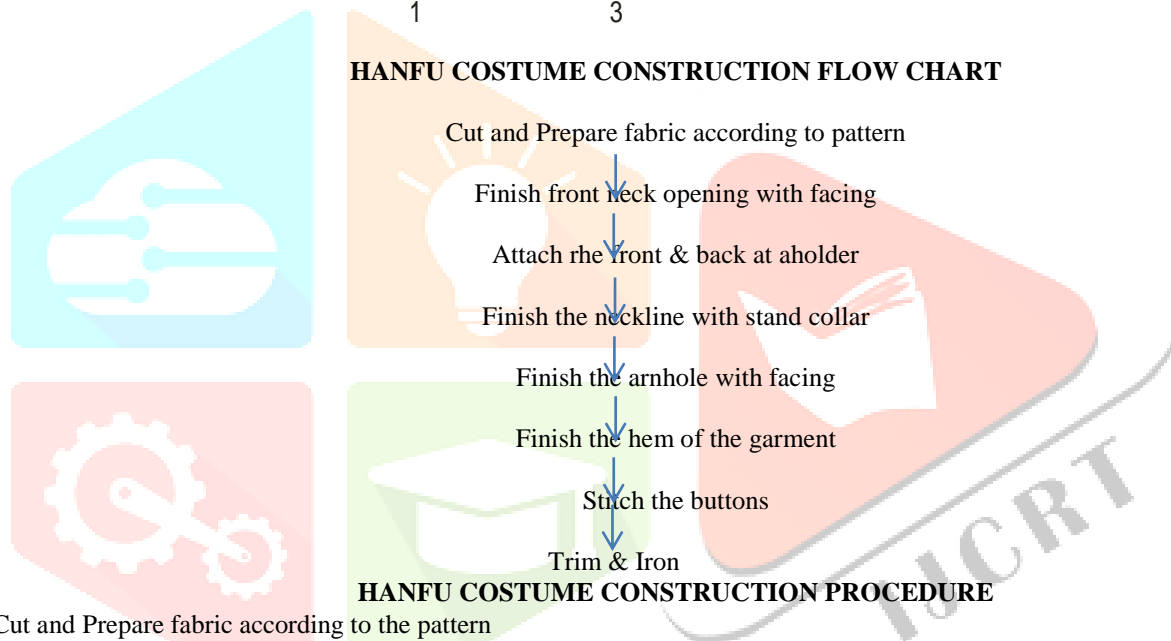 1 3
HANFU COSTUME CONSTRUCTION FLOW CHART
Cut and Prepare fabric according to pattern
Finish front neck opening with facing
Attach rhe front & back at aholder
Finish the neckline with stand collar
Finish the arnhole with facing
Finish the hem of the garment
Stitch the buttons
Trim & Iron
HANFU COSTUME CONSTRUCTION PROCEDURE
Cut and Prepare fabric according to the pattern
IJCRT